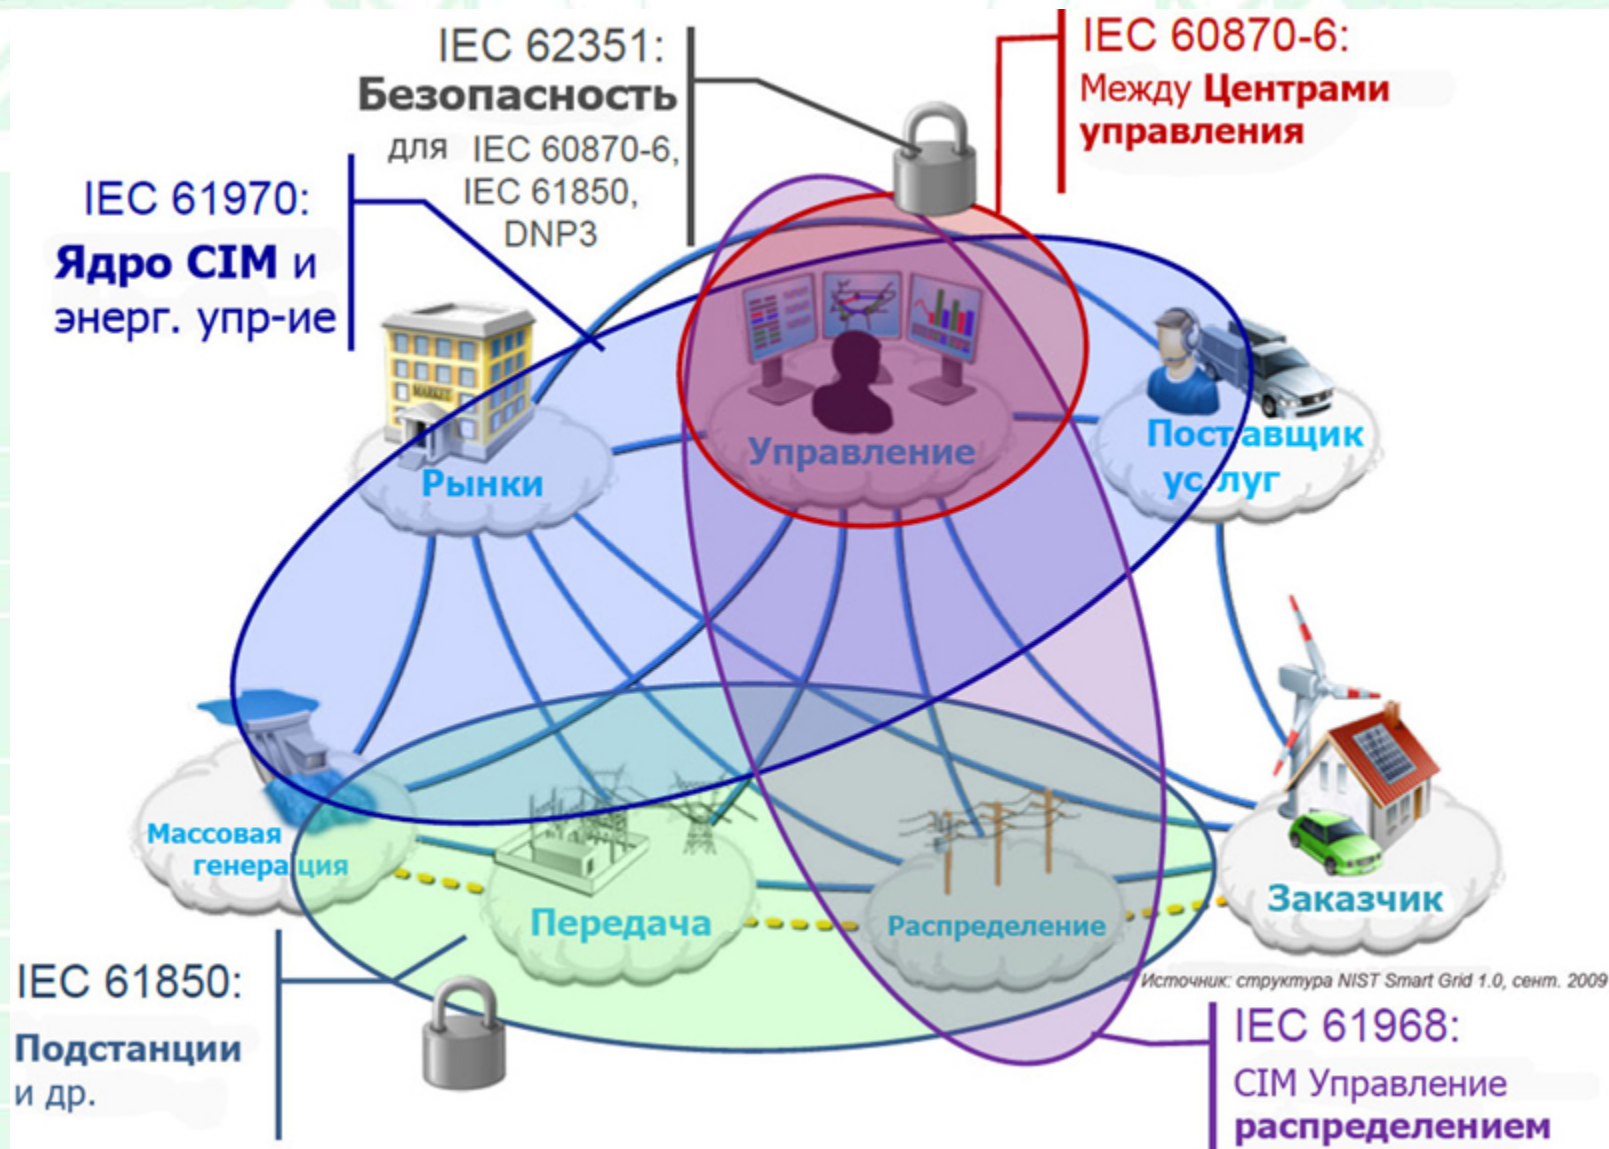 IEC 62351:
Безопасность
для IEC 60870-6,
IEC 61850,
DNP3
IEC 60870-6:
Между Центрами
управления
IEC 61970:
Ядро CIM и
энерг. упр-ие
MARKET
Рынки
Управление
Поставщик
услуг
Массовая
генерация
Передача
Распределение
Заказчик
Источник: структура NIST Smart Grid 1.0, сент. 2009
IEC 61850:
Подстанции
и др.
IEC 61968:
CIM Управление
распределением